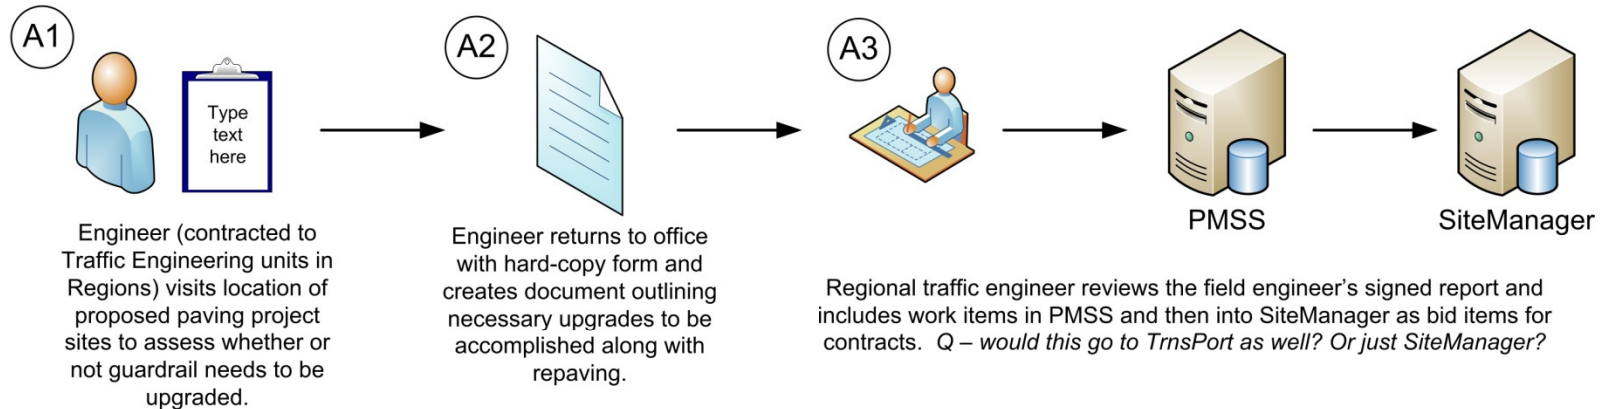 A1
Type
text
here
Engineer (contracted to
Traffic Engineering units in
Regions) visits location of
proposed paving project
sites to assess whether or
not guardrail needs to be
upgraded.
A2
Engineer returns to office
with hard-copy form and
creates document outlining
necessary upgrades to be
accomplished along with
repaving.
A3
PMSS
SiteManager
Regional traffic engineer reviews the field engineer's signed report and
includes work items in PMSS and then into SiteManager as bid items for
contracts. Q – would this go to TrnsPort as well? Or just SiteManager?